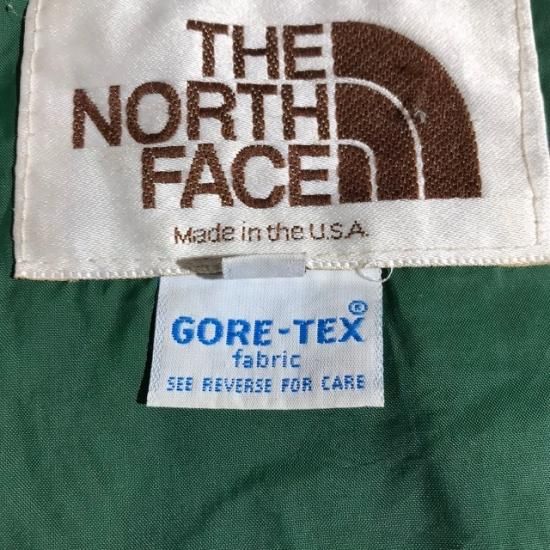 THE
NORTH
FACE
Made in the U.S.A.
GORE-TEX®
fabric
SEE REVERSE FOR CARE